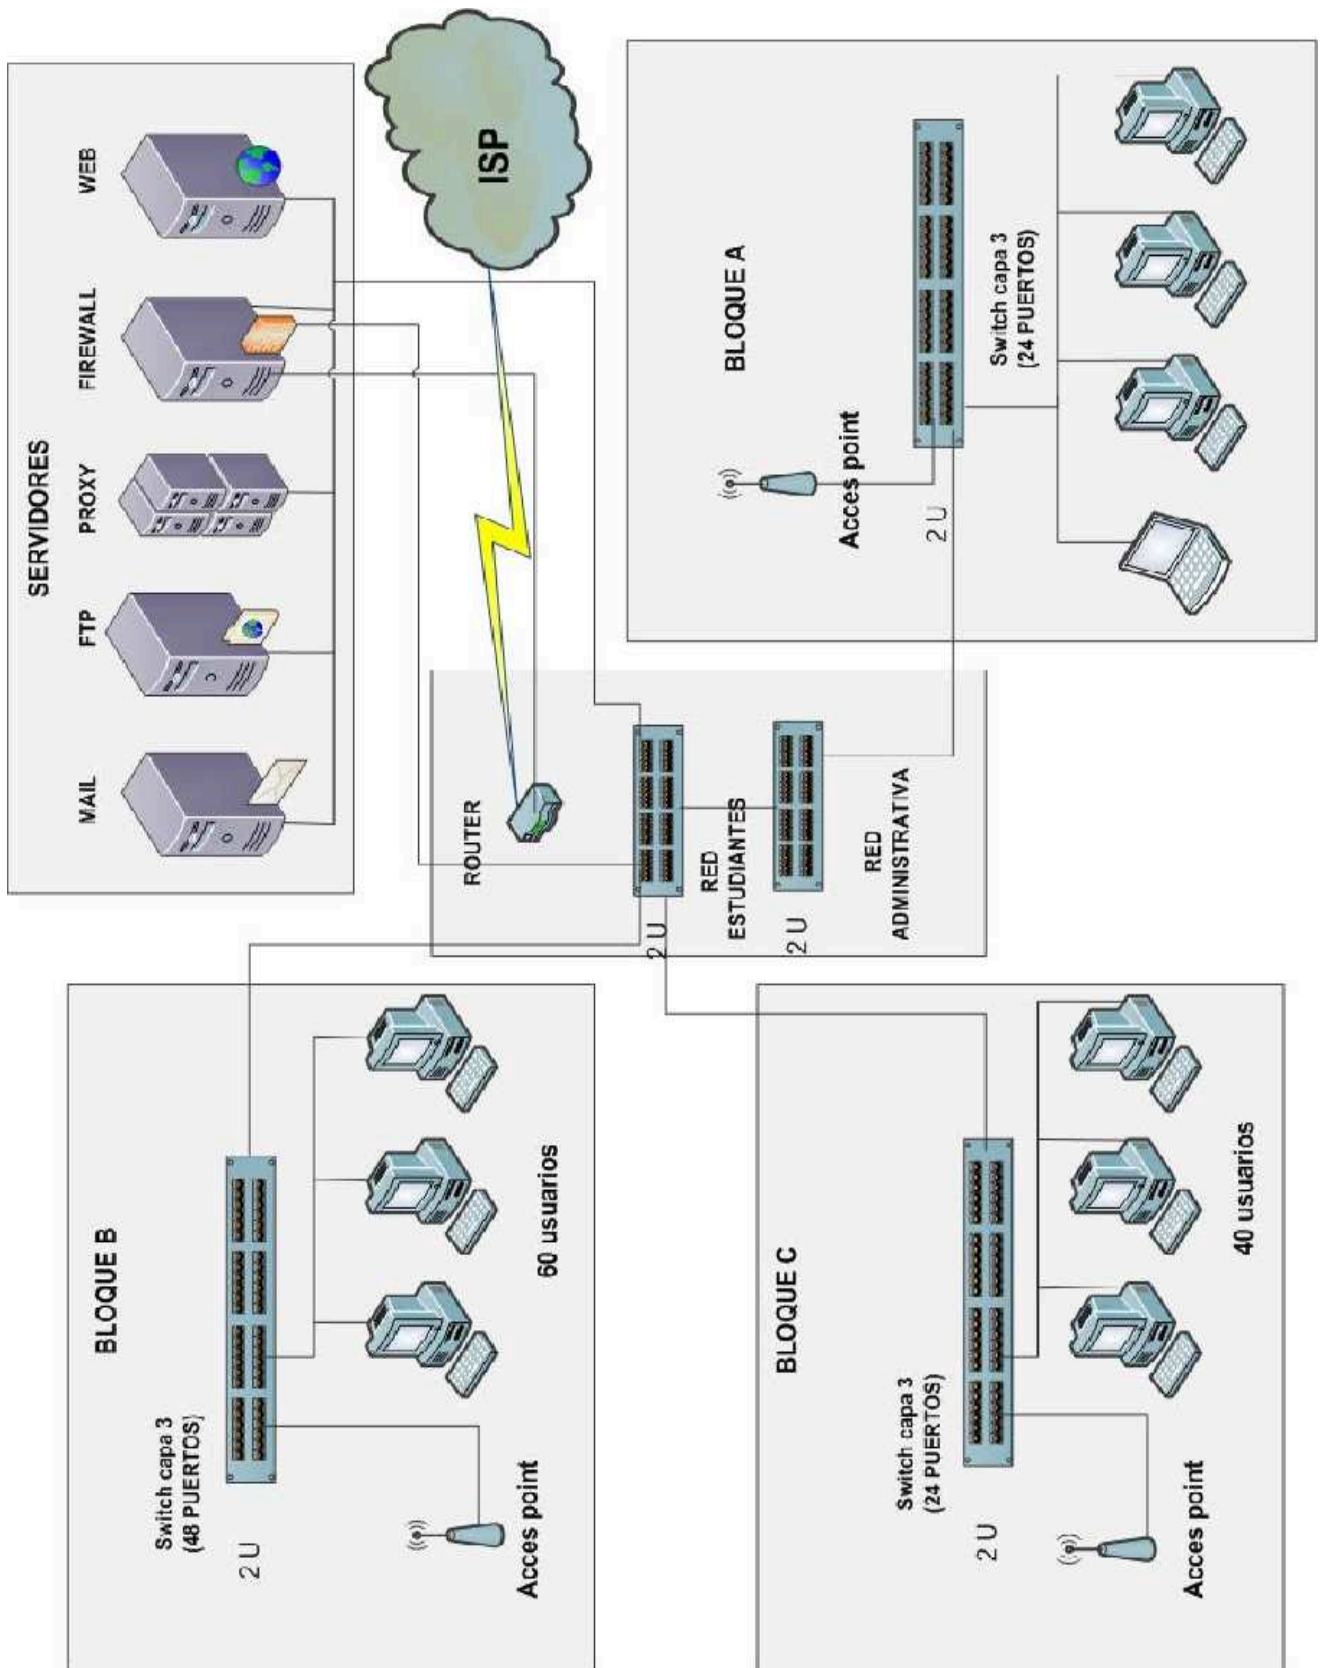 SERVIDORES
MAIL
FTP
PROXY
FIREWALL
WEB
ISP
ROUTER
2 U
RED
ESTUDIANTES
2 U
RED
ADMINISTRATIVA
BLOQUE B
Switch capa 3
(48 PUERTOS)
2 U
Acces point
60 usuarios
BLOQUE A
Acces point
2 U
Switch capa 3
(24 PUERTOS)
BLOQUE C
Switch capa 3
(24 PUERTOS)
2 U
Acces point
40 usuarios